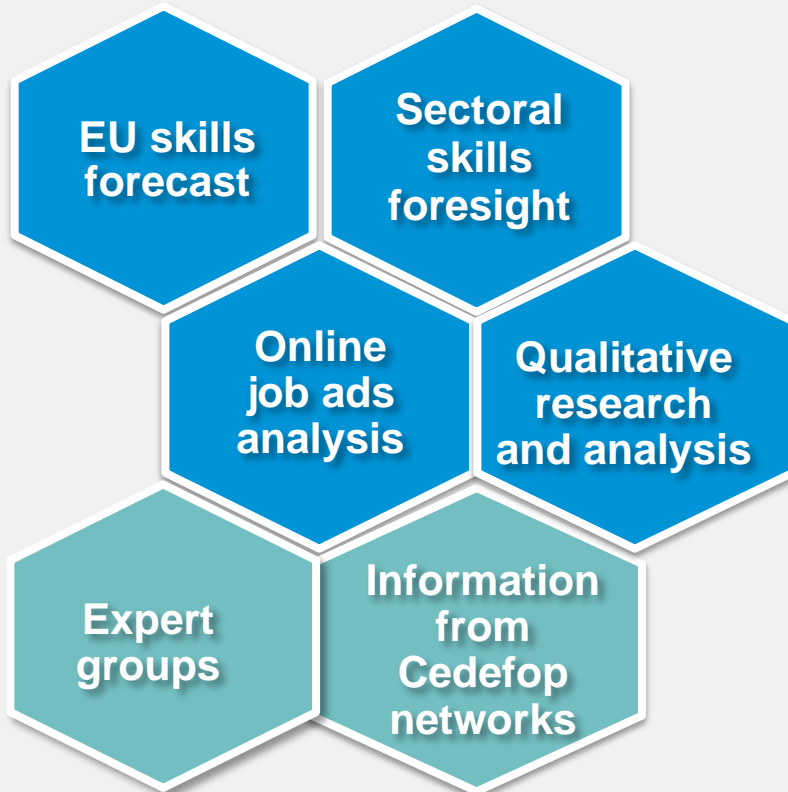 EU skills
forecast
Sectoral
skills
foresight
Online
job ads
analysis
Qualitative
research
and analysis
Expert
groups
Information
from
Cedefop
networks